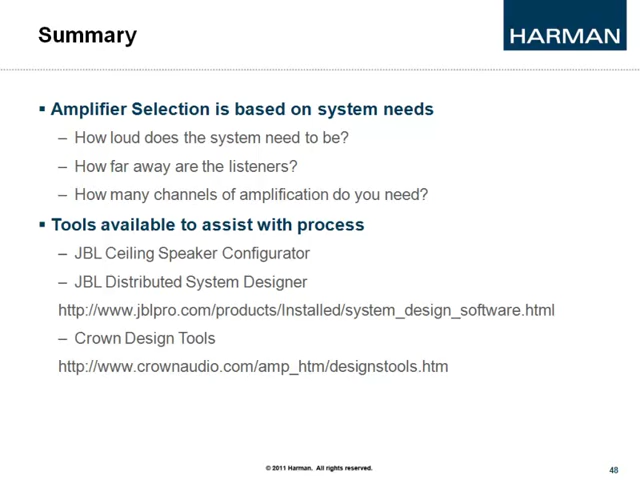 Summary
HARMAN
▪ Amplifier Selection is based on system needs
– How loud does the system need to be?
– How far away are the listeners?
– How many channels of amplification do you need?
▪ Tools available to assist with process
– JBL Ceiling Speaker Configurator
– JBL Distributed System Designer
http://www.jblpro.com/products/Installed/system_design_software.html
– Crown Design Tools
http://www.crownaudio.com/amp_htm/designstools.htm
© 2011 Harman. All rights reserved.
48